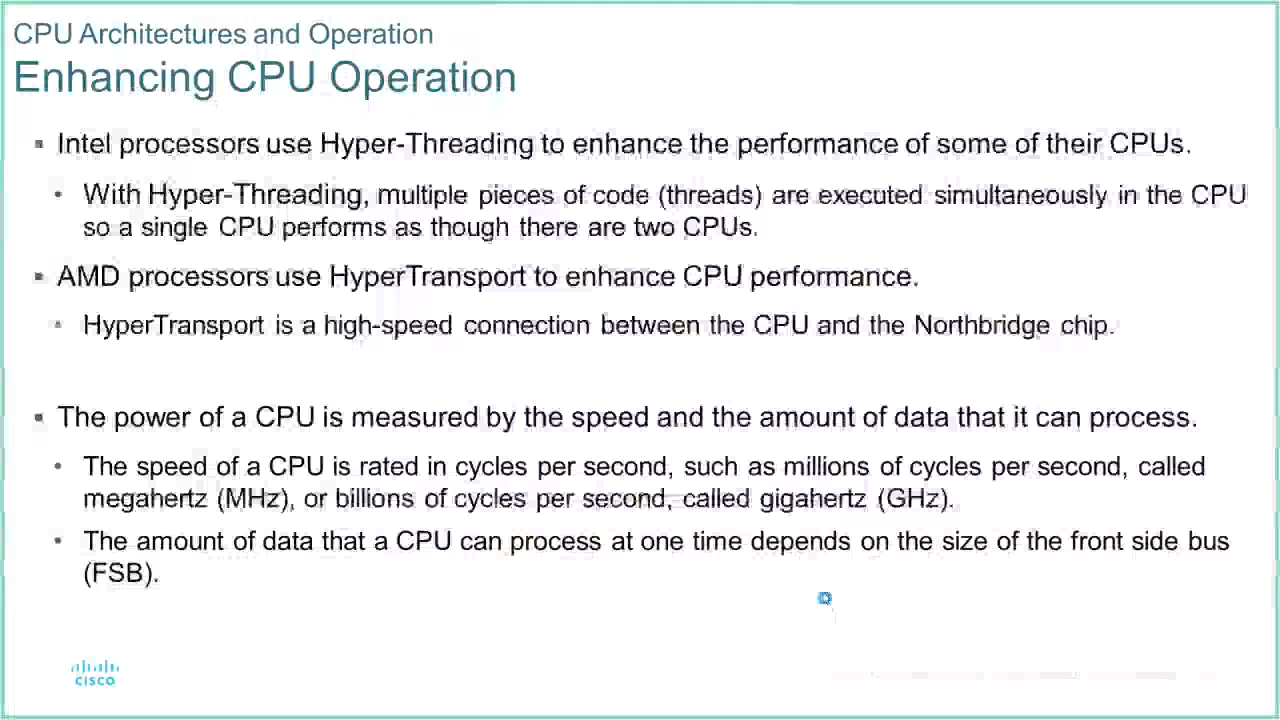 CPU Architectures and Operation
Enhancing CPU Operation
▪ Intel processors use Hyper-Threading to enhance the performance of some of their CPUs.
• With Hyper-Threading, multiple pieces of code (threads) are executed simultaneously in the CPU
so a single CPU performs as though there are two CPUs.
▪ AMD processors use HyperTransport to enhance CPU performance.
• HyperTransport is a high-speed connection between the CPU and the Northbridge chip.
▪ The power of a CPU is measured by the speed and the amount of data that it can process.
• The speed of a CPU is rated in cycles per second, such as millions of cycles per second, called
megahertz (MHz), or billions of cycles per second, called gigahertz (GHz).
• The amount of data that a CPU can process at one time depends on the size of the front side bus
(FSB).
CISCO